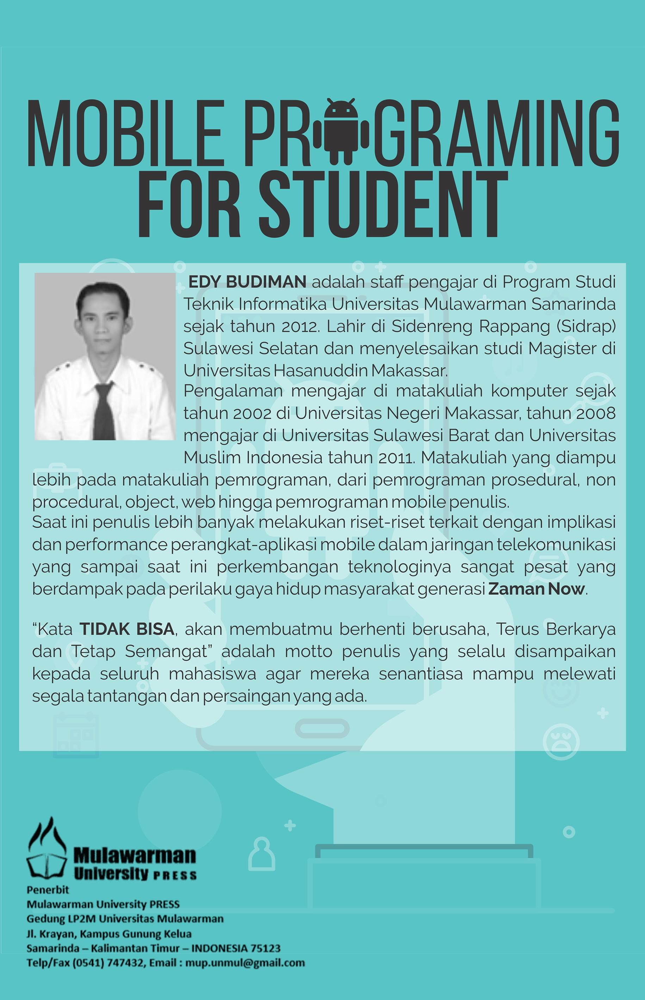 MOBILE PROGRAMING
FOR STUDENT
EDY BUDIMAN adalah staff pengajar di Program Studi
Teknik Informatika Universitas Mulawarman Samarinda
sejak tahun 2012. Lahir di Sidenreng Rappang (Sidrap)
Sulawesi Selatan dan menyelesaikan studi Magister di
Universitas Hasanuddin Makassar.
Pengalaman mengajar di matakuliah komputer sejak
tahun 2002 di Universitas Negeri Makassar, tahun 2008
mengajar di Universitas Sulawesi Barat dan Universitas
Muslim Indonesia tahun 2011. Matakuliah yang diampu
lebih pada matakuliah pemrograman, dari pemrograman prosedural, non
procedural, object, web hingga pemrograman mobile penulis.
Saat ini penulis lebih banyak melakukan riset-riset terkait dengan implikasi
dan performance perangkat-aplikasi mobile dalam jaringan telekomunikasi
yang sampai saat ini perkembangan teknologinya sangat pesat yang
berdampak pada perilaku gaya hidup masyarakat generasi Zaman Now.
“Kata TIDAK BISA, akan membuatmu berhenti berusaha, Terus Berkarya
dan Tetap Semangat” adalah motto penulis yang selalu disampaikan
kepada seluruh mahasiswa agar mereka senantiasa mampu melewati
segala tantangan dan persaingan yang ada.
Mulawarman
University PRESS
Penerbit
Mulawarman University PRESS
Gedung LP2M Universitas Mulawarman
Jl. Krayan, Kampus Gunung Kelua
Samarinda – Kalimantan Timur – INDONESIA 75123
Telp/Fax (0541) 747432, Email : mup.unmul@gmail.com